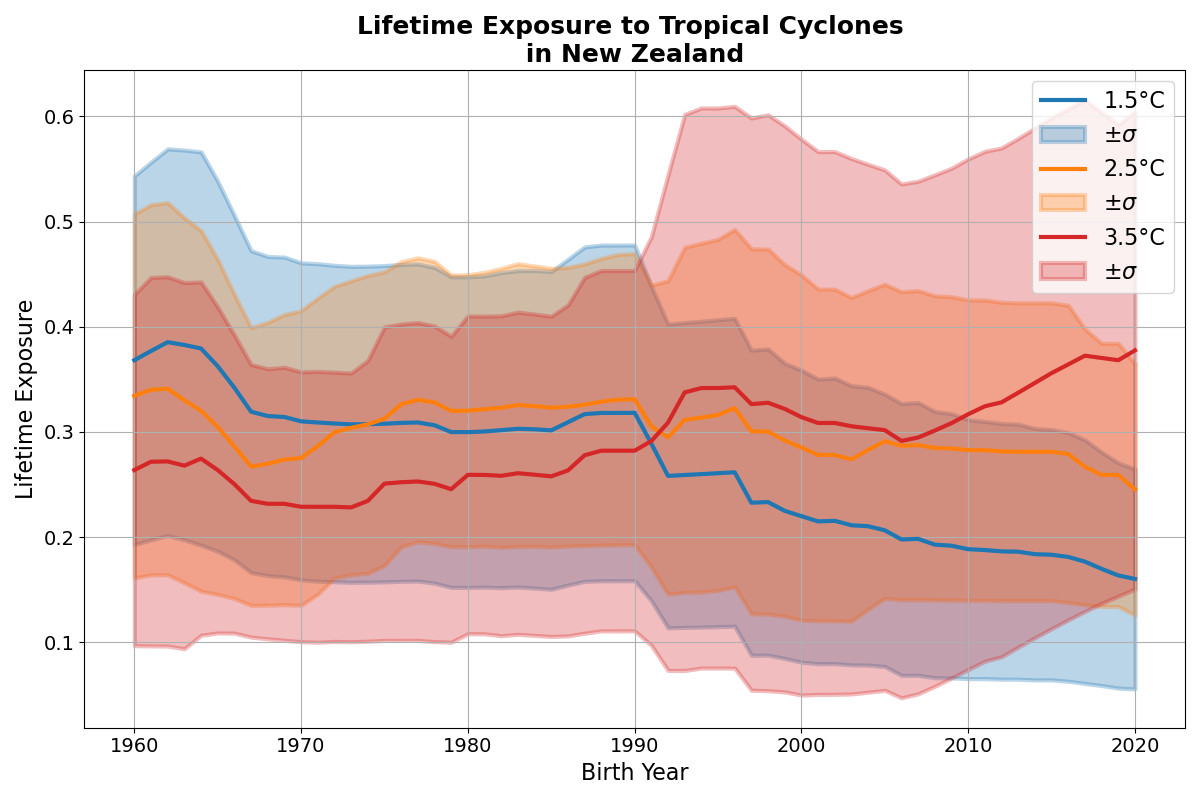 Lifetime Exposure to Tropical Cyclones
in New Zealand
1.5°C
±σ
2.5°C
±σ
3.5°C
±σ
Lifetime Exposure
0.6
0.5
0.4
0.3
0.2
0.1
1960 1970 1980 1990 2000 2010 2020
Birth Year